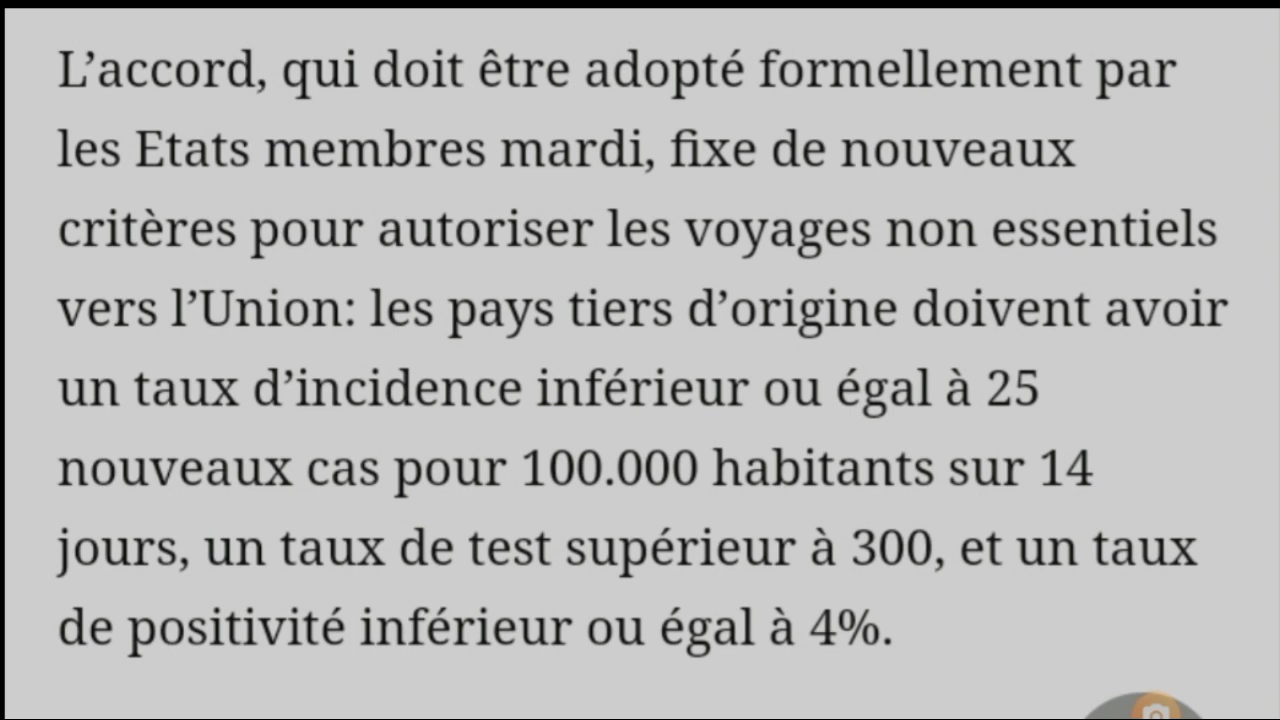 L’accord, qui doit être adopté formellement par
les Etats membres mardi, fixe de nouveaux
critères pour autoriser les voyages non essentiels
vers l’Union: les pays tiers d’origine doivent avoir
un taux d’incidence inférieur ou égal à 25
nouveaux cas pour 100.000 habitants sur 14
jours, un taux de test supérieur à 300, et un taux
de positivité inférieur ou égal à 4%.